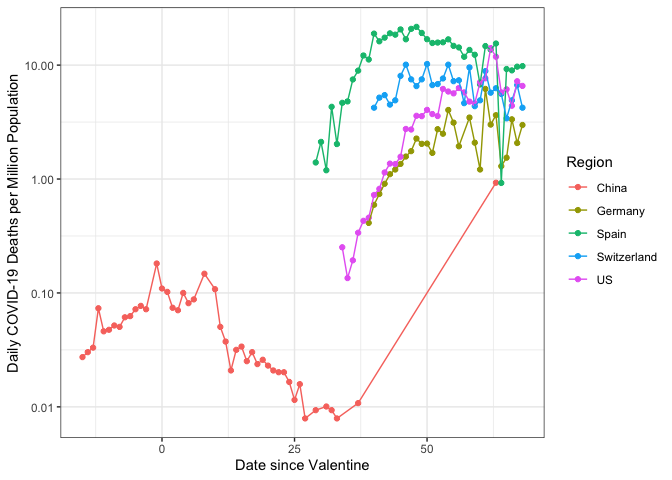 Daily COVID-19 Deaths per Million Population
10.00
1.00
0.10
0.01
0
25
50
Date since Valentine
Region
China
Germany
Spain
Switzerland
US